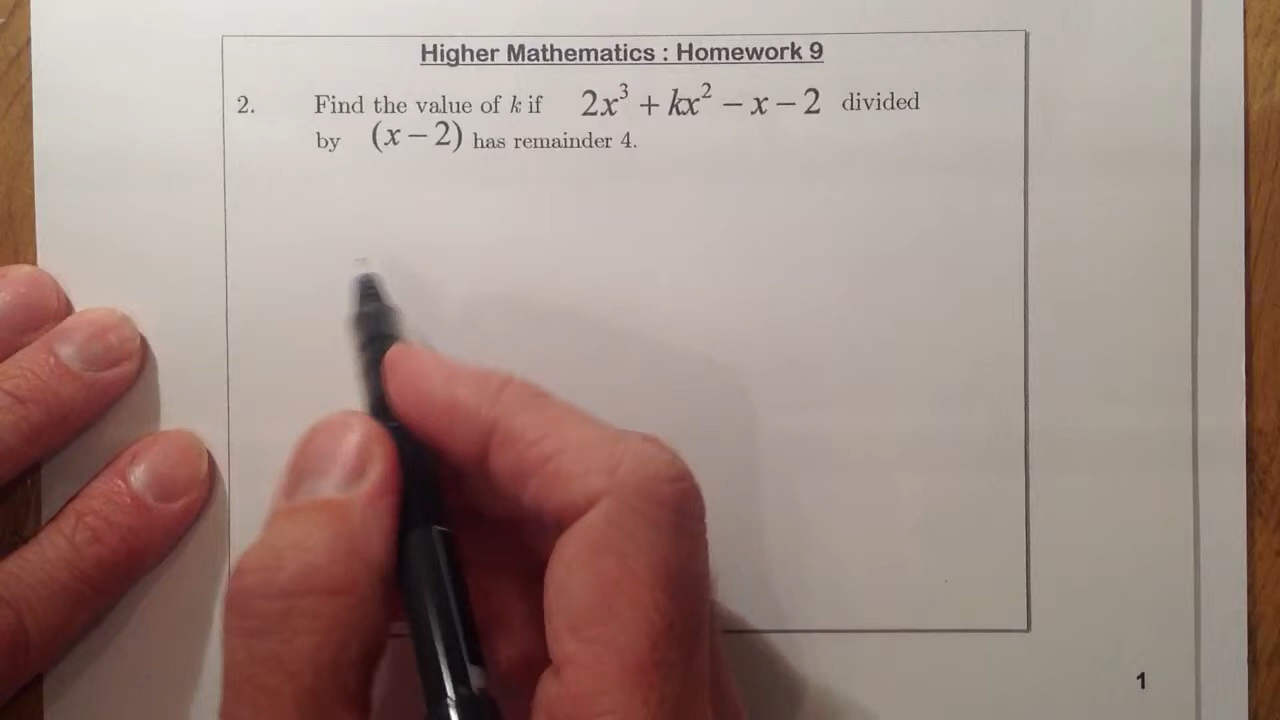 Higher Mathematics : Homework 9
2. Find the value of k if 2x³ + kx² − x − 2 divided
by (x − 2) has remainder 4.
1